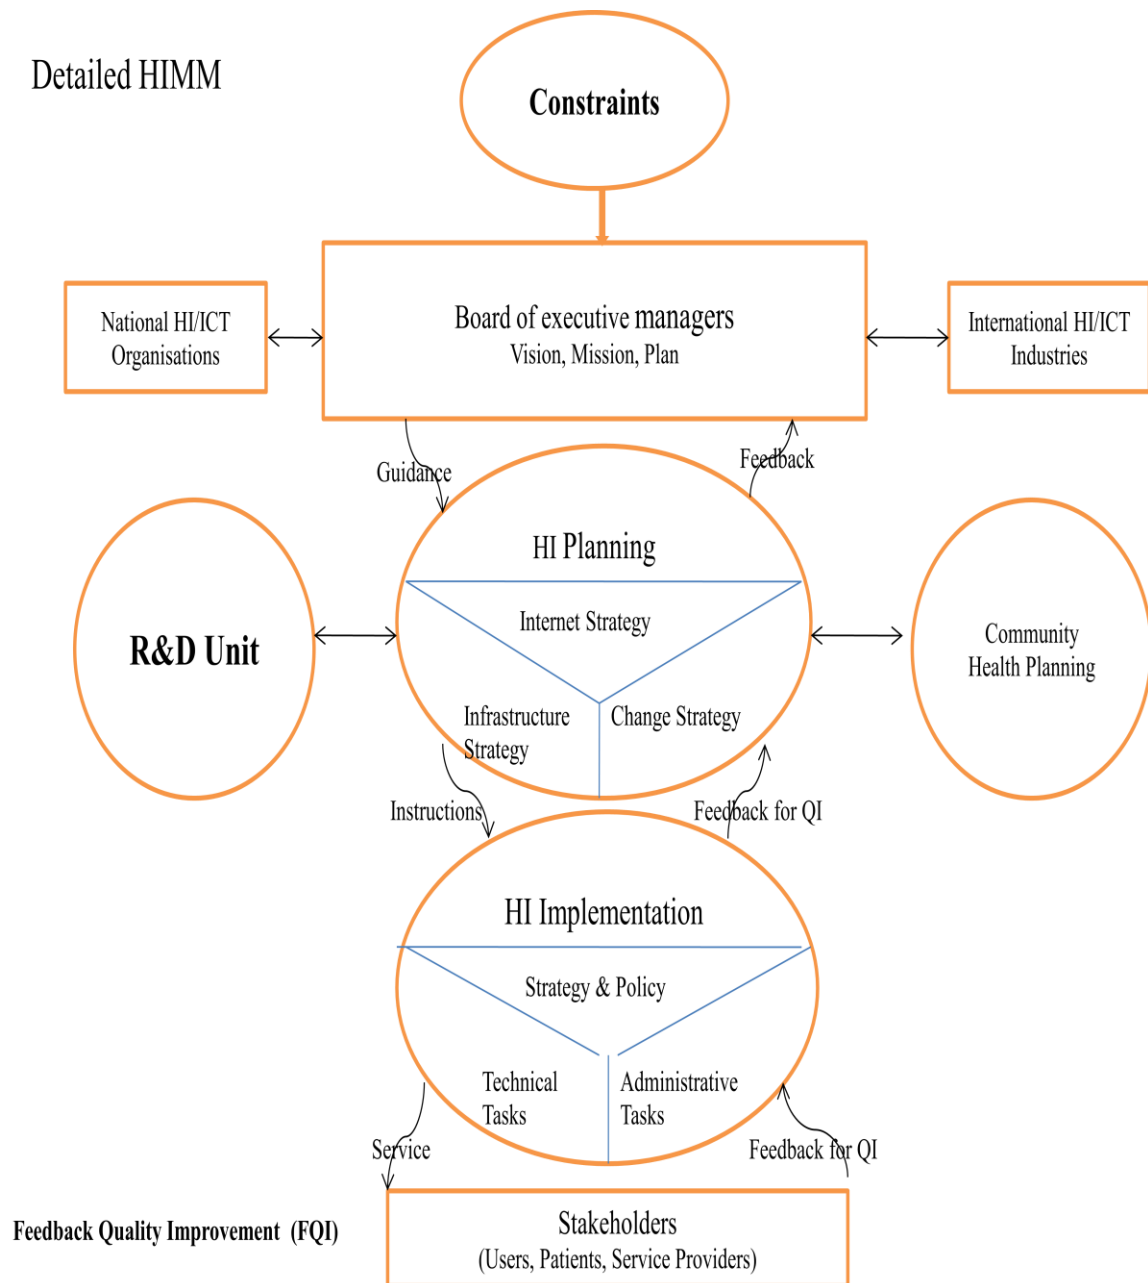 Detailed HIMM
Constraints
National HI/ICT
Organisations
Board of executive managers
Vision, Mission, Plan
International HI/ICT
Industries
Guidance
Feedback
HI Planning
Internet Strategy
R&D Unit
Community
Health Planning
Infrastructure
Strategy
Change Strategy
Instructions
Feedback for QI
HI Implementation
Strategy & Policy
Technical
Tasks
Administrative
Tasks
Service
Feedback for QI
Feedback Quality Improvement (FQI)
Stakeholders
(Users, Patients, Service Providers)